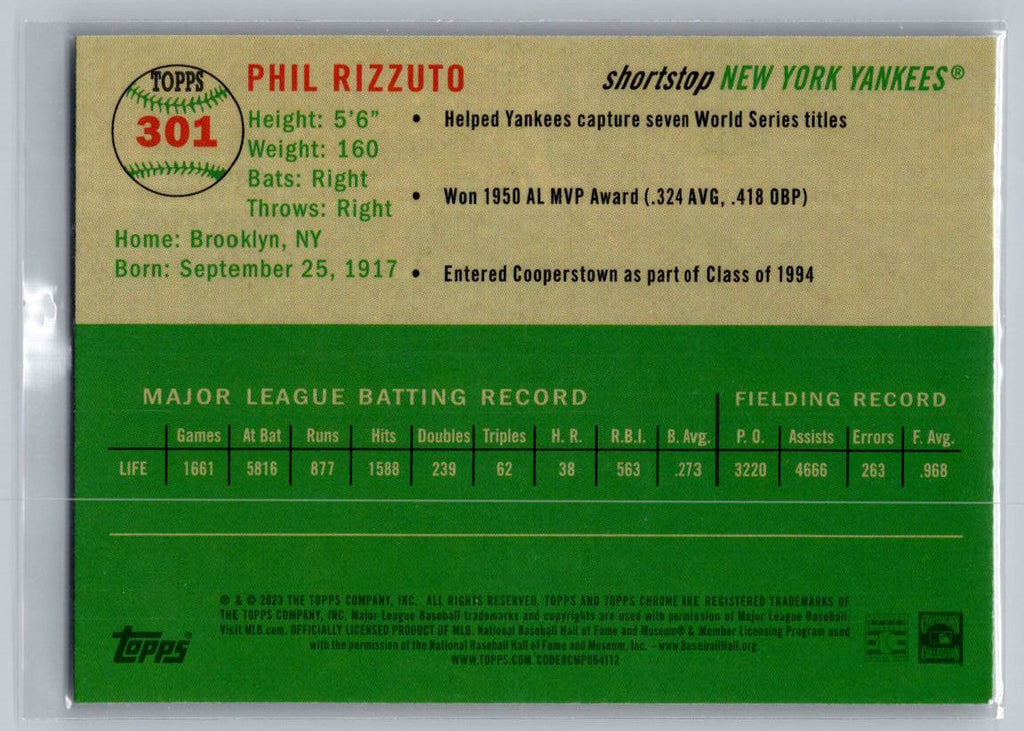 TOPPS
301
PHIL RIZZUTO
shortstop NEW YORK YANKEES®
Height: 5'6"
Weight: 160
Bats: Right
Throws: Right
Home: Brooklyn, NY
Born: September 25, 1917
• Helped Yankees capture seven World Series titles
• Won 1950 AL MVP Award (.324 AVG, .418 OBP)
• Entered Cooperstown as part of Class of 1994
MAJOR LEAGUE BATTING RECORD FIELDING RECORD
Games At Bat Runs Hits Doubles Triples H. R. R.B.I. B. Avg. P. O. Assists Errors F. Avg.
LIFE 1661 5816 877 1588 239 62 38 563 .273 3220 4666 263 .968
® & © 2023 THE TOPPS COMPANY, INC. ALL RIGHTS RESERVED. TOPPS AND TOPPS CHROME ARE REGISTERED TRADEMARKS OF
THE TOPPS COMPANY, INC. Major League Baseball trademarks and copyrights are used with permission of Major League Baseball.
Visit MLB.com. OFFICIALLY LICENSED PRODUCT OF MLB. National Baseball Hall of Fame and Museum® & Member Licensing Program used
with the permission of the National Baseball Hall of Fame and Museum, Inc. - www.BaseballHall.org.
WWW.TOPPS.COM. CODE#CMP064112
Topps